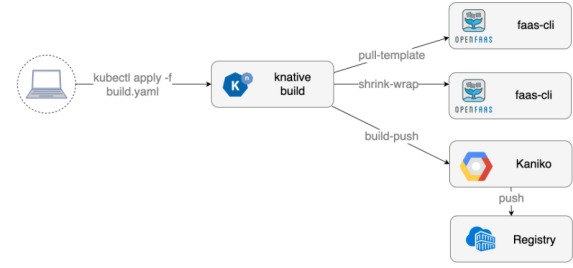 OPENFAAS
faas-cli
pull-template
kubectl apply -f
build.yaml
K
n
knative
build
shrink-wrap
OPENFAAS
faas-cli
build-push
Kaniko
push
Registry